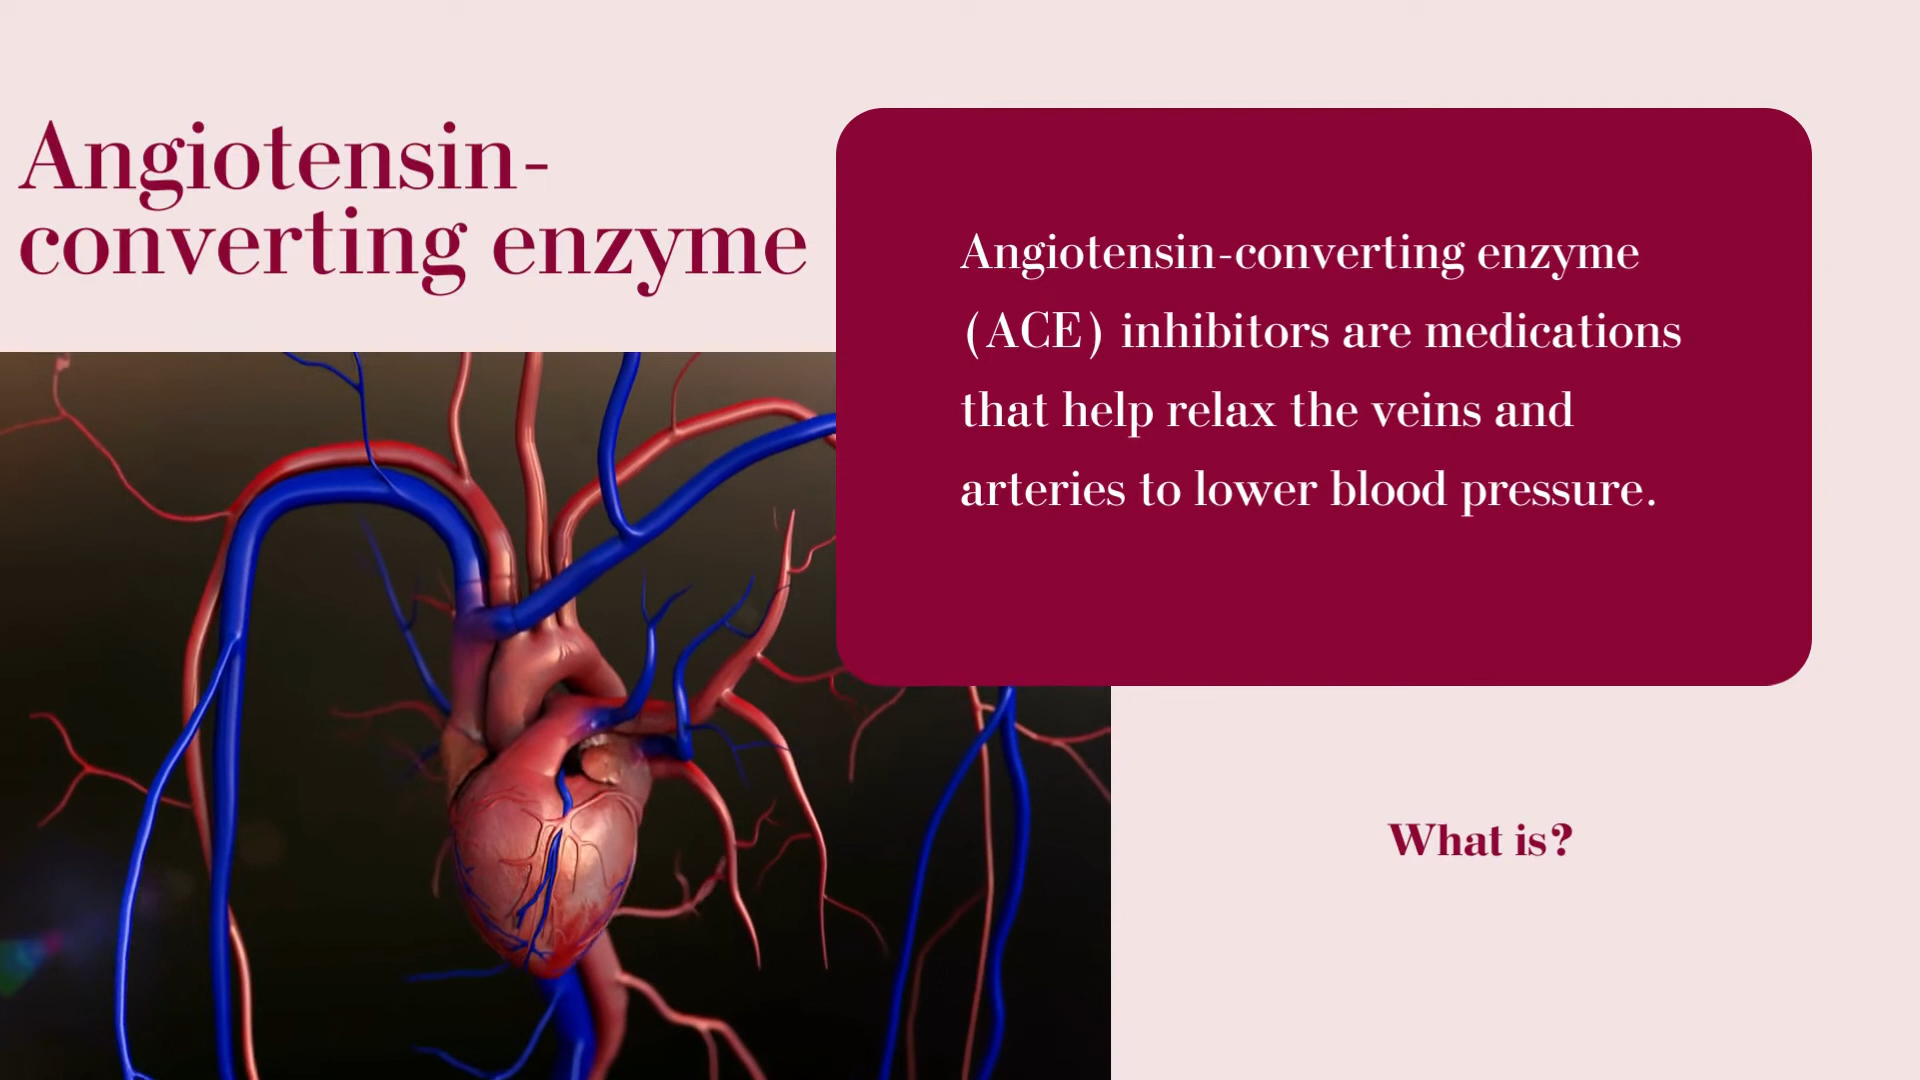 Angiotensin-
converting enzyme
Angiotensin-converting enzyme
(ACE) inhibitors are medications
that help relax the veins and
arteries to lower blood pressure.
What is?